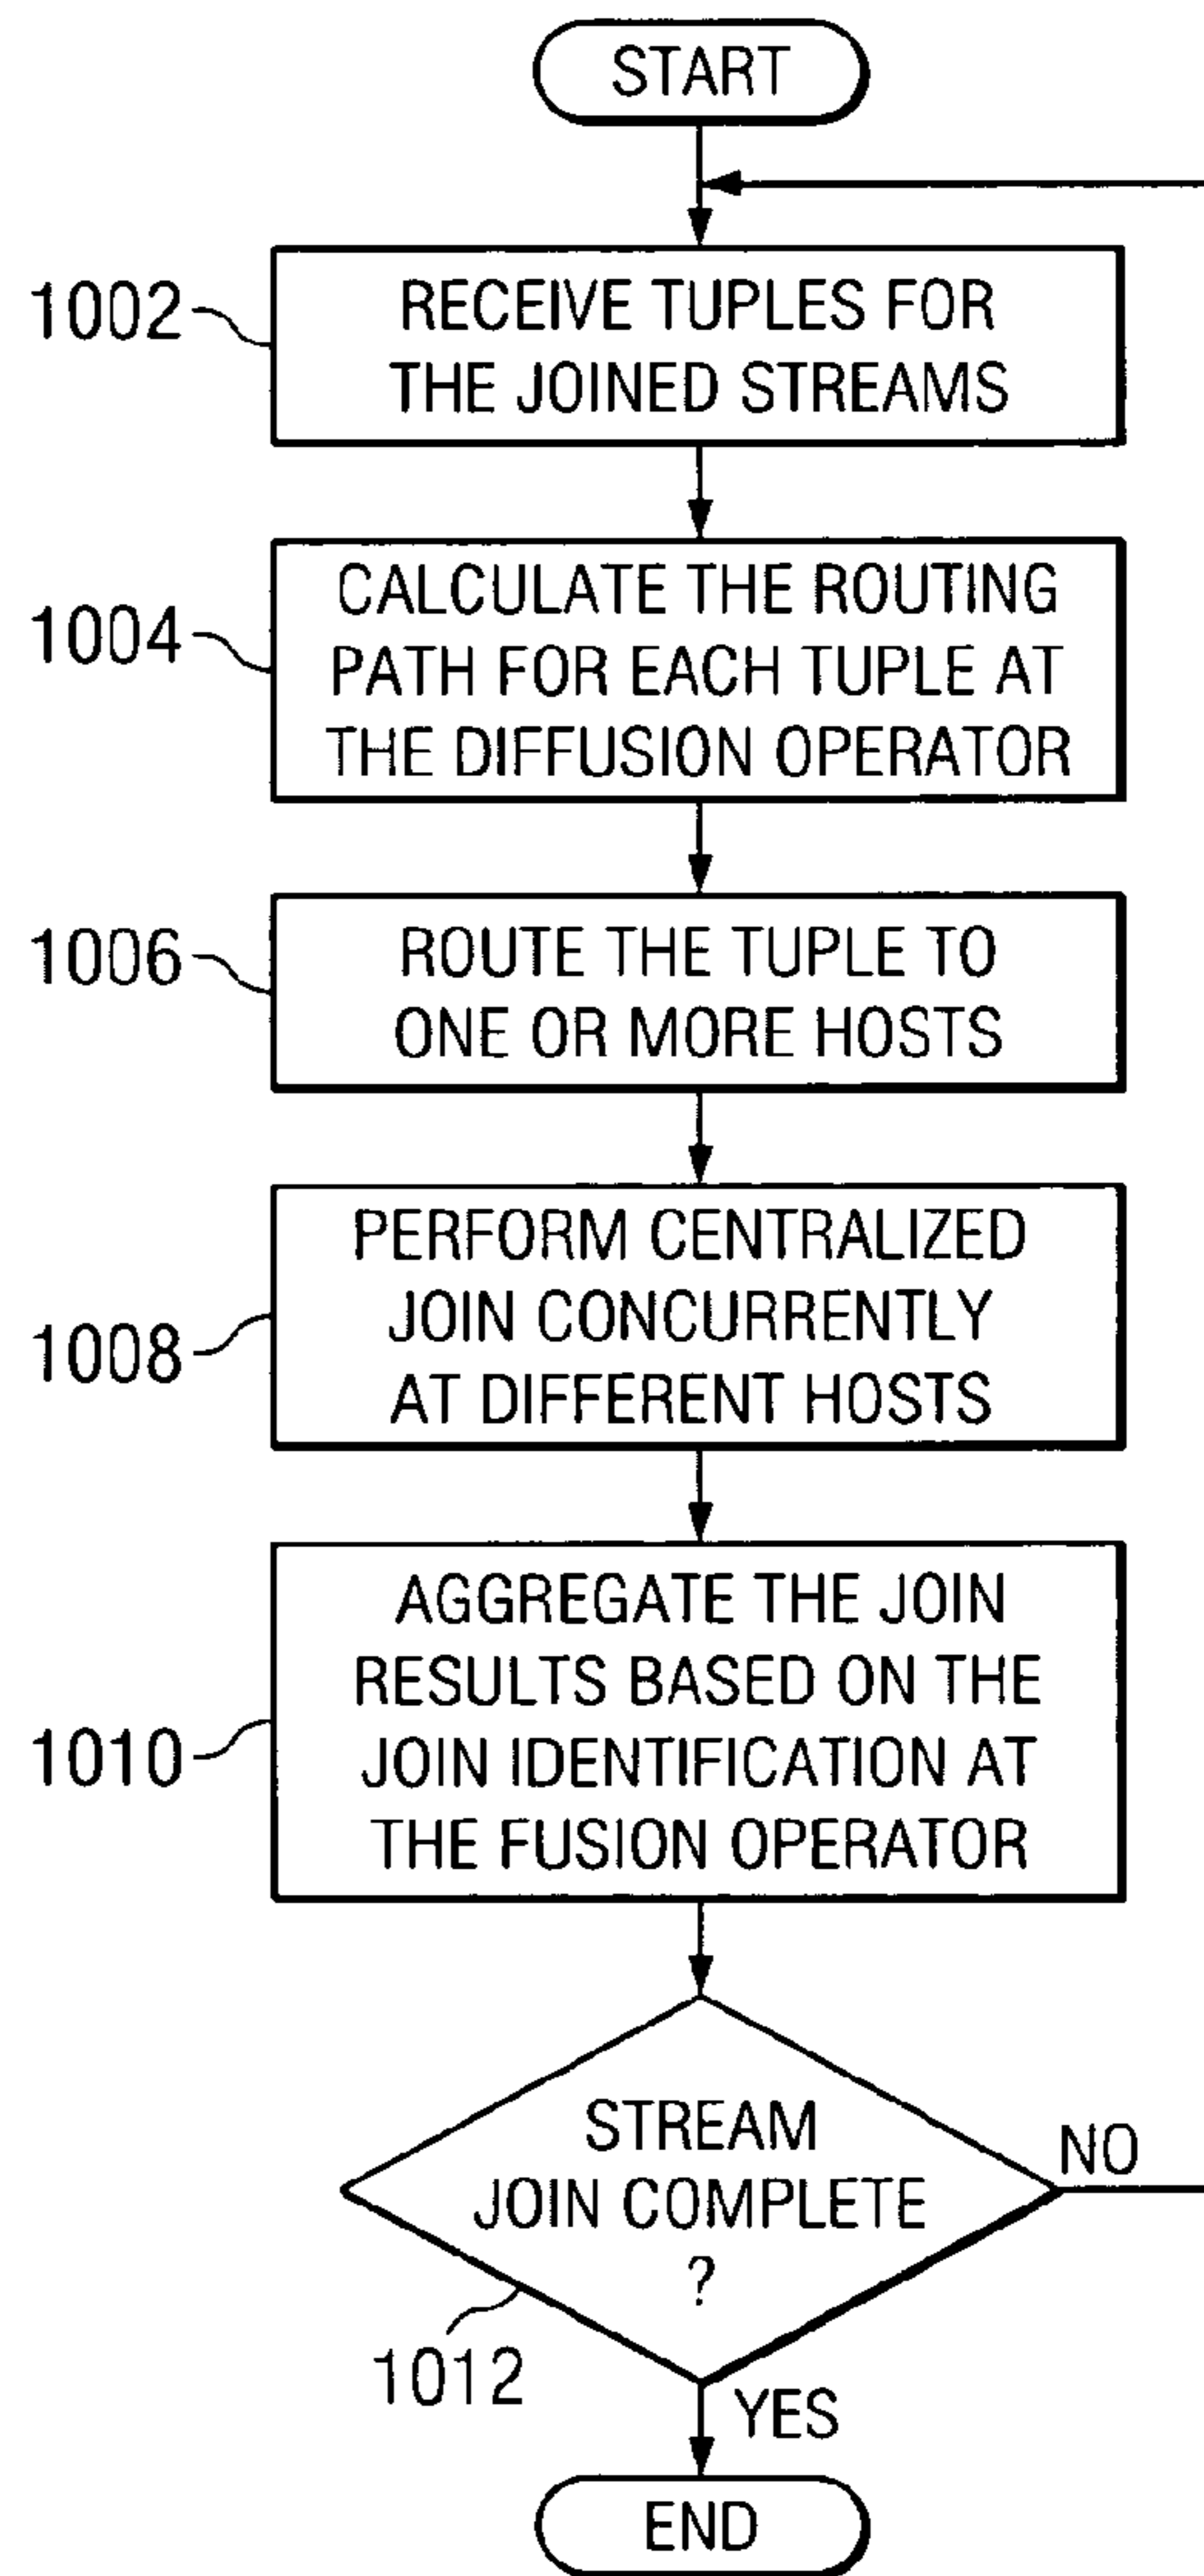 START
1002
RECEIVE TUPLES FOR
THE JOINED STREAMS
1004
CALCULATE THE ROUTING
PATH FOR EACH TUPLE AT
THE DIFFUSION OPERATOR
1006
ROUTE THE TUPLE TO
ONE OR MORE HOSTS
1008
PERFORM CENTRALIZED
JOIN CONCURRENTLY
AT DIFFERENT HOSTS
1010
AGGREGATE THE JOIN
RESULTS BASED ON THE
JOIN IDENTIFICATION AT
THE FUSION OPERATOR
STREAM
JOIN COMPLETE
?
NO
1012
YES
END